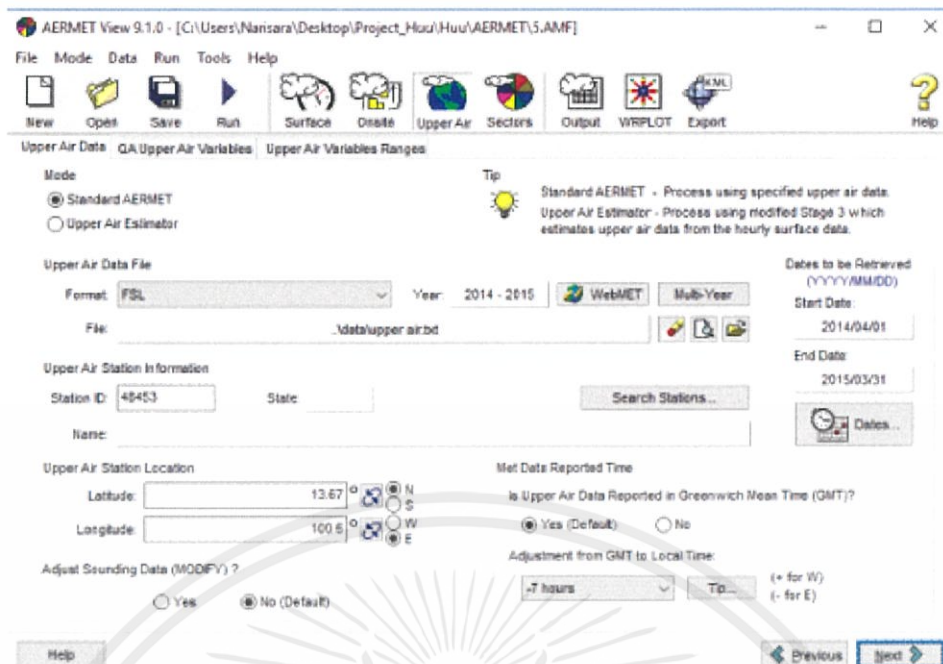 AERMET View 9.1.0 - [C:\Users\Narisara\Desktop\Project_Huu\Huu\AERMET\5.AMF]
File Mode Data Run Tools Help
New Open Save Run Surface Onsite Upper Air Sectors Output WRPLOT Export Help
KML
Upper Air Data QA Upper Air Variables Upper Air Variables Ranges
Mode
Standard AERMET
Upper Air Estimator
Tip
Standard AERMET - Process using specified upper air data.
Upper Air Estimator - Process using modified Stage 3 which
estimates upper air data from the hourly surface data.
Upper Air Data File
Format: FSL Year: 2014 - 2015 WebMET Multi-Year
File: ..\data\upper air.txt
Dates to be Retrieved
(YYYY/MM/DD)
Start Date:
2014/04/01
End Date:
2015/03/31
Dates...
Upper Air Station Information
Station ID: 48453 State: Search Stations...
Name:
Upper Air Station Location
Latitude: 13.67 ° N
S
Longitude: 100.6 ° W
E
Adjust Sounding Data (MODIFY) ?
Yes No (Default)
Met Data Reported Time
Is Upper Air Data Reported in Greenwich Mean Time (GMT)?
Yes (Default) No
Adjustment from GMT to Local Time:
-7 hours Tip... (+ for W)
(- for E)
Help Previous Next